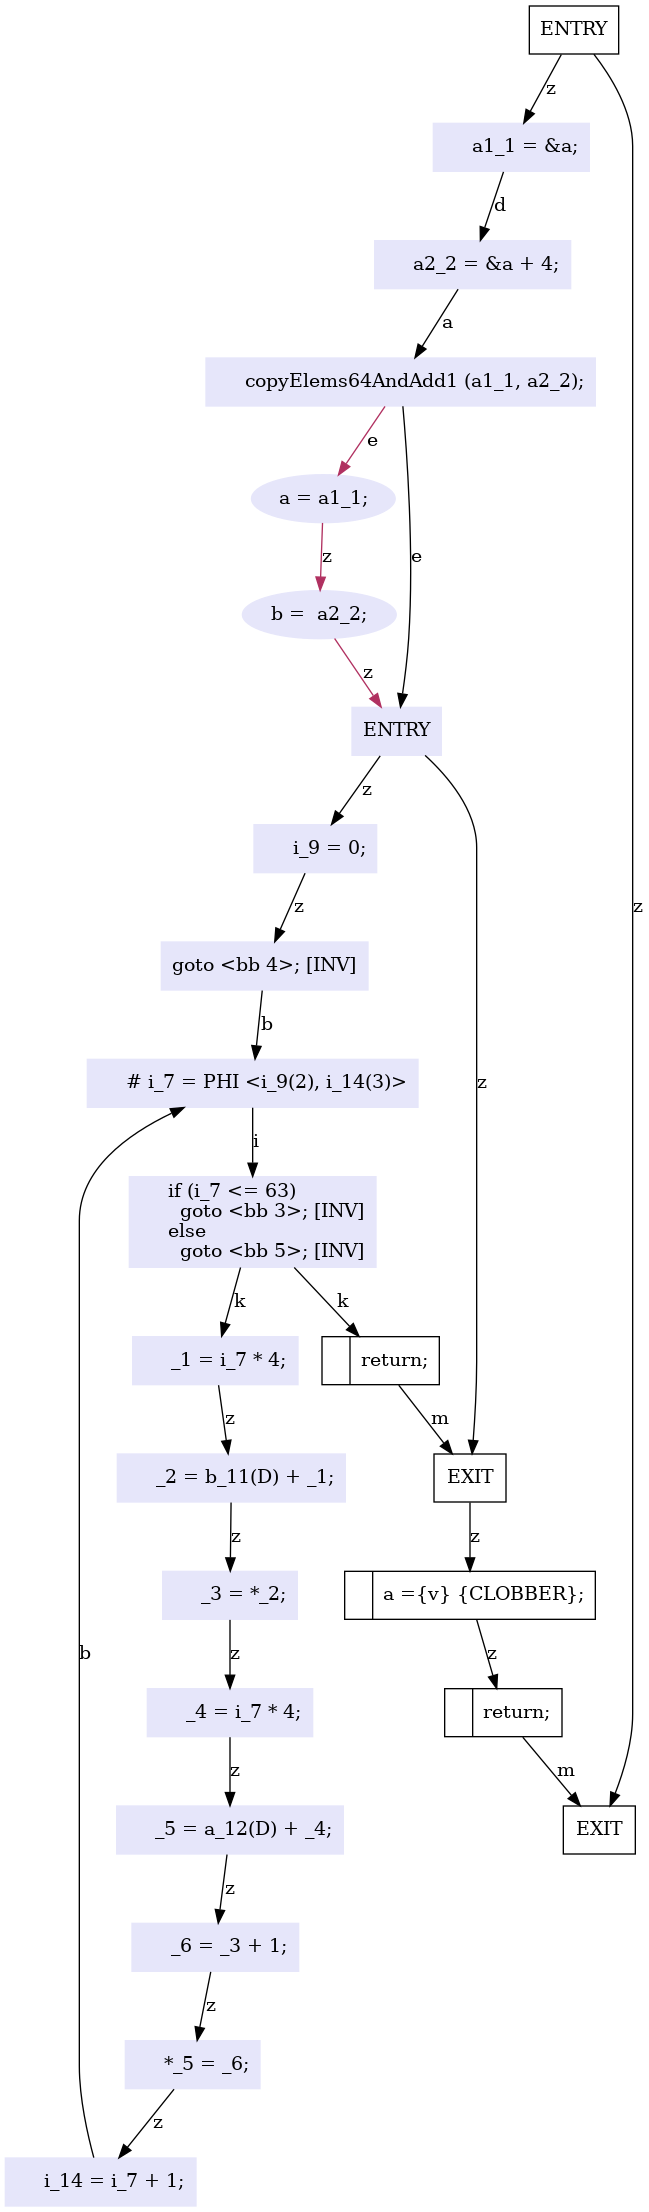 ENTRY
z
a1_1 = &a;
d
a2_2 = &a + 4;
a
copyElems64AndAdd1 (a1_1, a2_2);
e
a = a1_1;
z
e
b =  a2_2;
z
ENTRY
z
i_9 = 0;
z
z
goto <bb 4>; [INV]
b
z
# i_7 = PHI <i_9(2), i_14(3)>
i
if (i_7 <= 63)
goto <bb 3>; [INV]
else
goto <bb 5>; [INV]
k
k
_1 = i_7 * 4;
return;
z
m
_2 = b_11(D) + _1;
EXIT
z
z
_3 = *_2;
a ={v} {CLOBBER};
b
z
z
_4 = i_7 * 4;
return;
z
m
_5 = a_12(D) + _4;
EXIT
z
_6 = _3 + 1;
z
*_5 = _6;
z
i_14 = i_7 + 1;